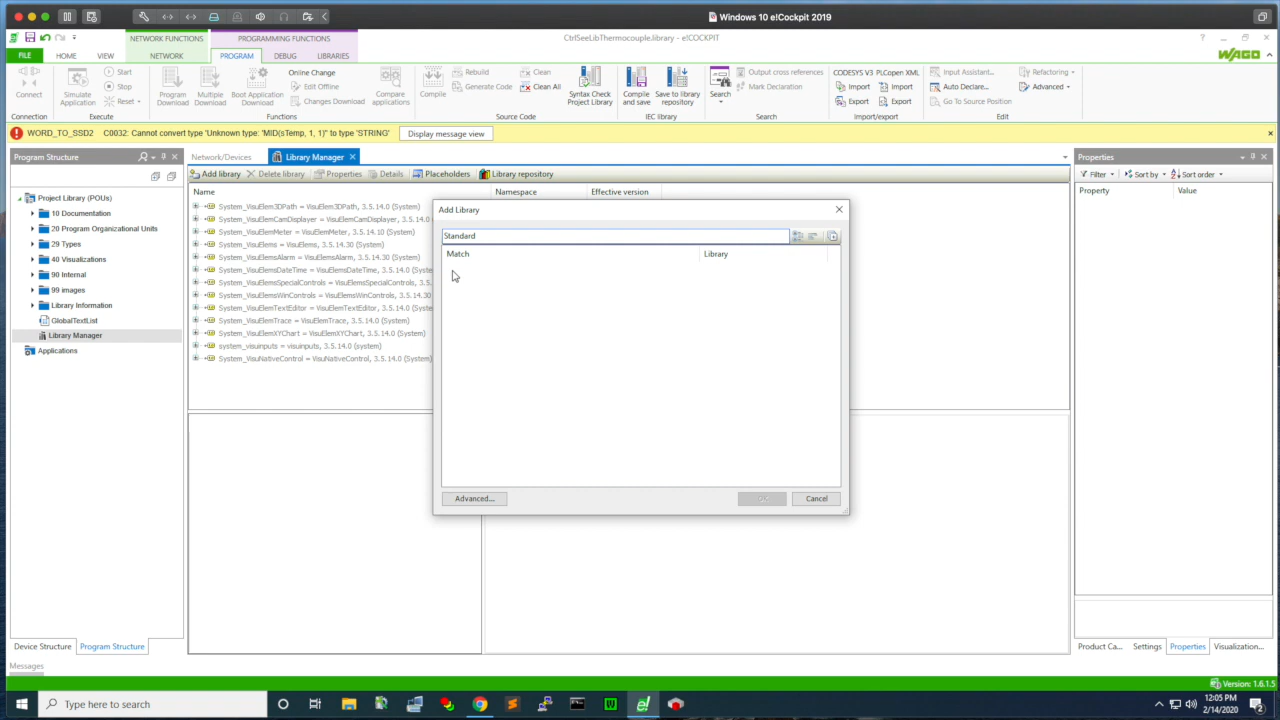 Windows 10 e!Cockpit 2019
NETWORK FUNCTIONS PROGRAMMING FUNCTIONS CtrlSeeLibThermocouple.library - e!COCKPIT
FILE HOME VIEW NETWORK PROGRAM DEBUG LIBRARIES WAGO
Connect
Connection
Simulate Application
Start
Stop
Reset
Execute
Program Download
Multiple Download
Boot Application Download
Online Change
Edit Offline
Changes Download
Functions
Compare applications
Compile
Rebuild
Generate Code
Clean
Clean All
Syntax Check Project Library
Source Code
Compile and save
Save to library repository
IEC library
Search
Output cross references
Mark Declaration
Search
CODESYS V3 PLCopen XML
Import Import
Export Export
Import/export
Input Assistant...
Auto Declare...
Go To Source Position
Refactoring
Advanced
Edit
WORD_TO_SSD2 C0032: Cannot convert type 'Unknown type: 'MID(sTemp, 1, 1)'' to type 'STRING' Display message view
Program Structure
Project Library (POUs)
10 Documentation
20 Program Organizational Units
29 Types
40 Visualizations
90 Internal
99 images
Library Information
GlobalTextList
Library Manager
Applications
Device Structure Program Structure
Messages
Network/Devices Library Manager
Add library Delete library Properties Details Placeholders Library repository
Name Namespace Effective version
System_VisuElem3DPath = VisuElem3DPath, 3.5.14.0 (System)
System_VisuElemCamDisplayer = VisuElemCamDisplayer, 3.5.14.0
System_VisuElemMeter = VisuElemMeter, 3.5.14.10 (System)
System_VisuElems = VisuElems, 3.5.14.30 (System)
System_VisuElemsAlarm = VisuElemsAlarm, 3.5.14.30 (System)
System_VisuElemsDateTime = VisuElemsDateTime, 3.5.14.0 (System)
System_VisuElemsSpecialControls = VisuElemsSpecialControls, 3.5.
System_VisuElemsWinControls = VisuElemsWinControls, 3.5.14.30
System_VisuElemTextEditor = VisuElemTextEditor, 3.5.14.0 (System)
System_VisuElemTrace = VisuElemTrace, 3.5.14.0 (System)
System_VisuElemXYChart = VisuElemXYChart, 3.5.14.0 (System)
system_visuinputs = visuinputs, 3.5.14.0 (system)
System_VisuNativeControl = VisuNativeControl, 3.5.14.0 (System)
Add Library
Standard
Match Library
Advanced... Cancel
Properties
Filter Sort by Sort order
Property Value
Product Ca... Settings Properties Visualization...
Version: 1.6.1.5
Type here to search
12:05 PM
2/14/2020